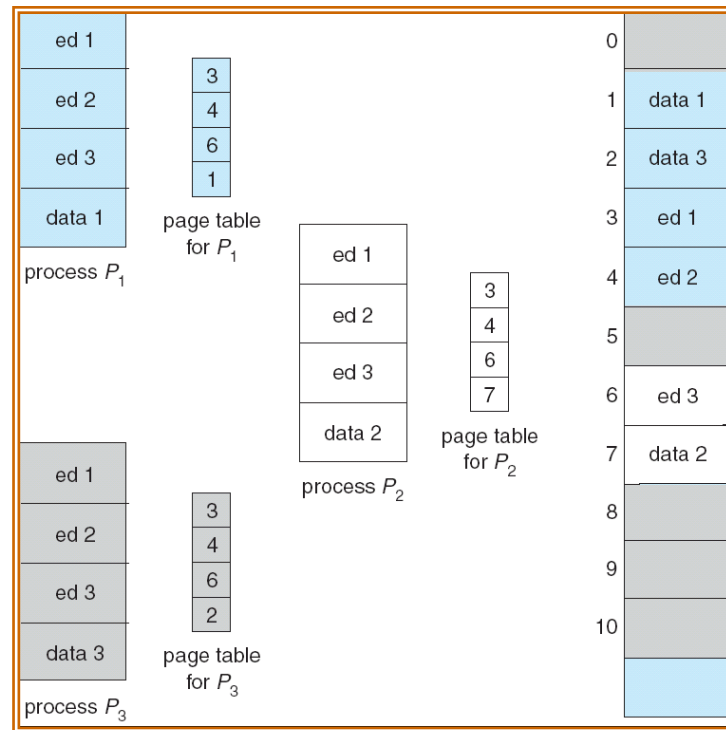 ed 1
ed 2
ed 3
data 1
process P1
3
4
6
1
page table
for P1
ed 1
ed 2
ed 3
data 2
process P2
3
4
6
7
page table
for P2
ed 1
ed 2
ed 3
data 3
process P3
3
4
6
2
page table
for P3
0
1 data 1
2 data 3
3 ed 1
4 ed 2
5
6 ed 3
7 data 2
8
9
10